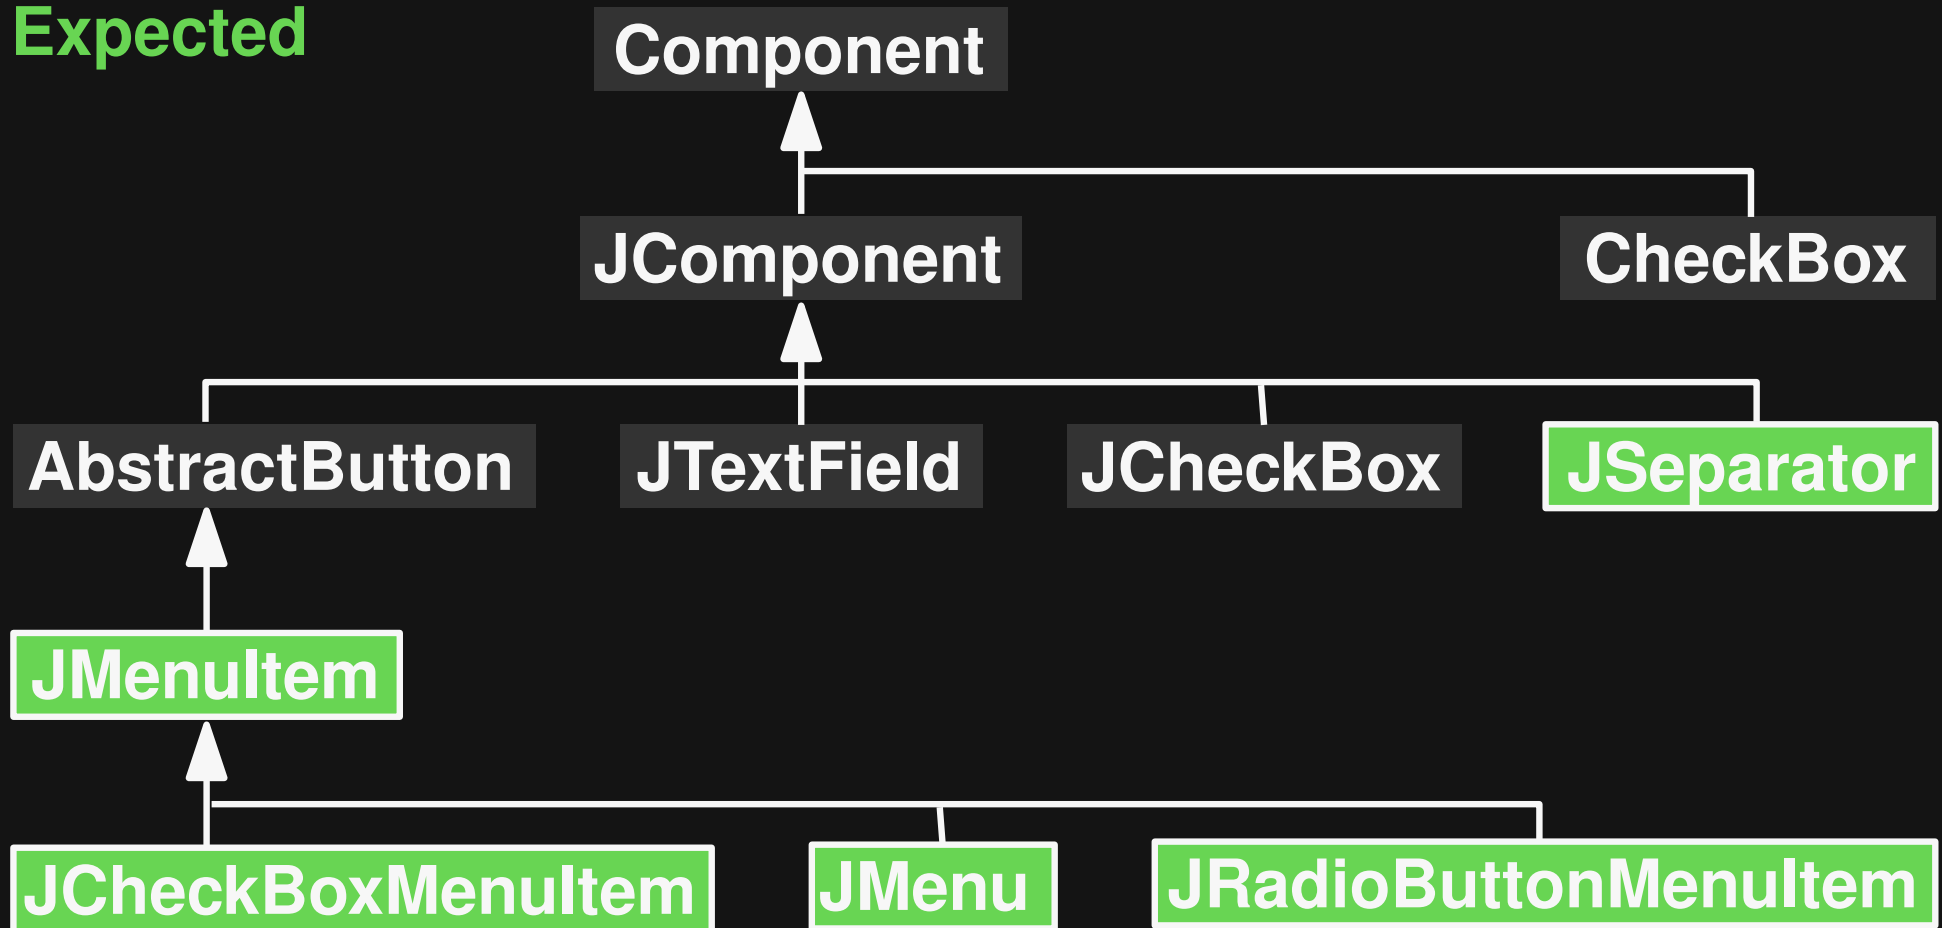 Expected
Component
JComponent
CheckBox
AbstractButton
JTextField
JCheckBox
JSeparator
JMenuItem
JCheckBoxMenuItem
JMenu
JRadioButtonMenuItem